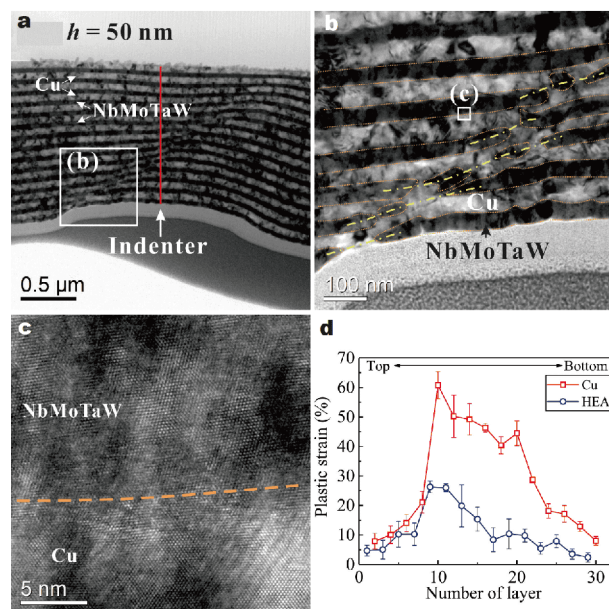 a
h = 50 nm
Cu
NbMoTaW
(b)
Indenter
0.5 μm
b
(c)
Cu
NbMoTaW
100 nm
c
NbMoTaW
Cu
5 nm
d
Top
Bottom
Cu
HEA
Plastic strain (%)
70
60
50
40
30
20
10
0
0
10
20
30
Number of layer